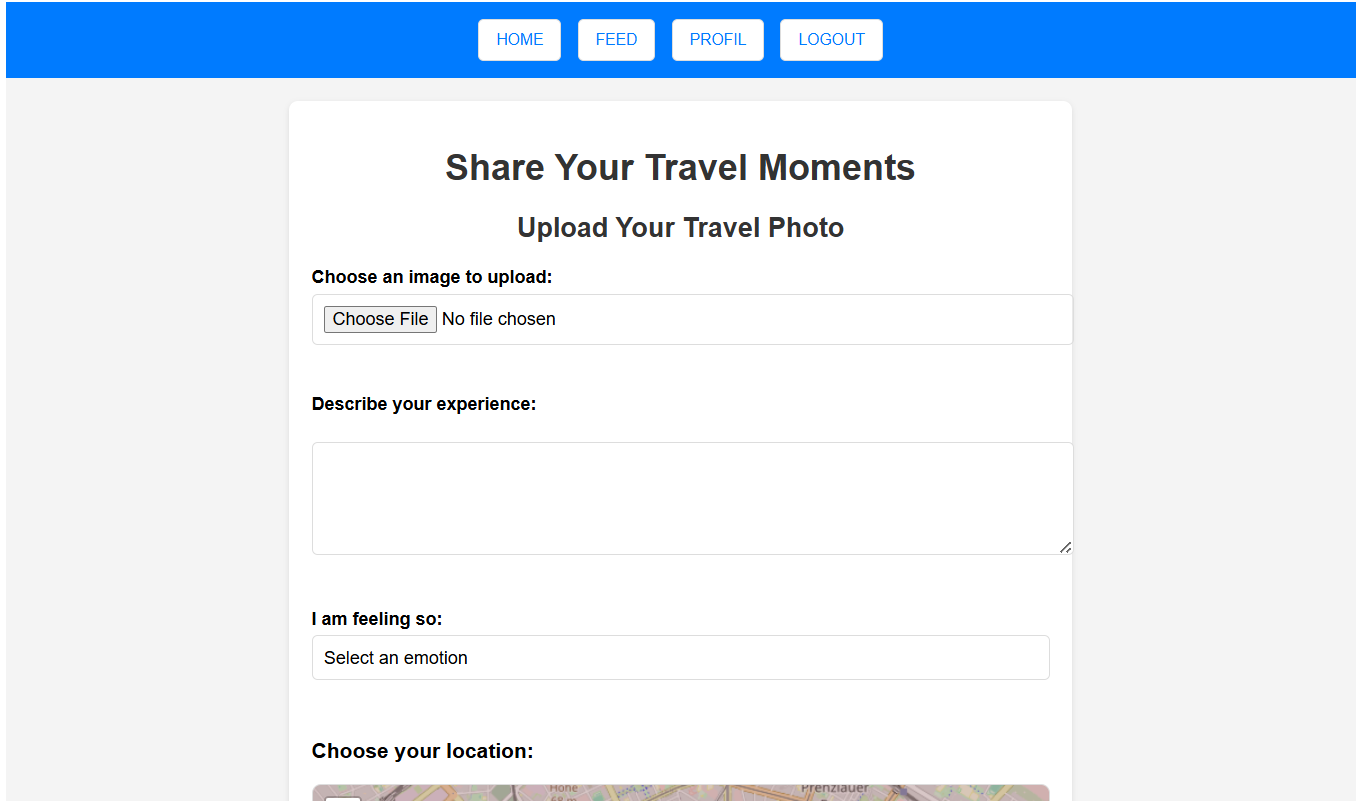 HOME FEED PROFIL LOGOUT
Share Your Travel Moments
Upload Your Travel Photo
Choose an image to upload:
Choose File No file chosen
Describe your experience:
I am feeling so:
Select an emotion
Choose your location:
Höhe Prenzlauer
68 m